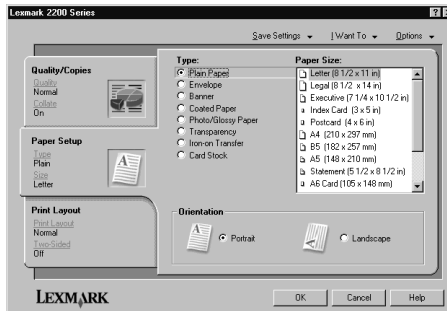 Lexmark 2200 Series
Save Settings I Want To Options
Quality/Copies
Quality
Normal
Collate
On
Paper Setup
Type
Plain
Size
Letter
Print Layout
Print Layout
Normal
Two-Sided
Off
Type:
Plain Paper
Envelope
Banner
Coated Paper
Photo/Glossy Paper
Transparency
Iron-on Transfer
Card Stock
Paper Size:
Letter (8 1/2 x 11 in)
Legal (8 1/2 x 14 in)
Executive (7 1/4 x 10 1/2 in)
Index Card (3 x 5 in)
Postcard (4 x 6 in)
A4 (210 x 297 mm)
B5 (182 x 257 mm)
A5 (148 x 210 mm)
Statement (5 1/2 x 8 1/2 in)
A6 Card (105 x 148 mm)
Orientation
A
Portrait
A
Landscape
LEXMARK
OK Cancel Help